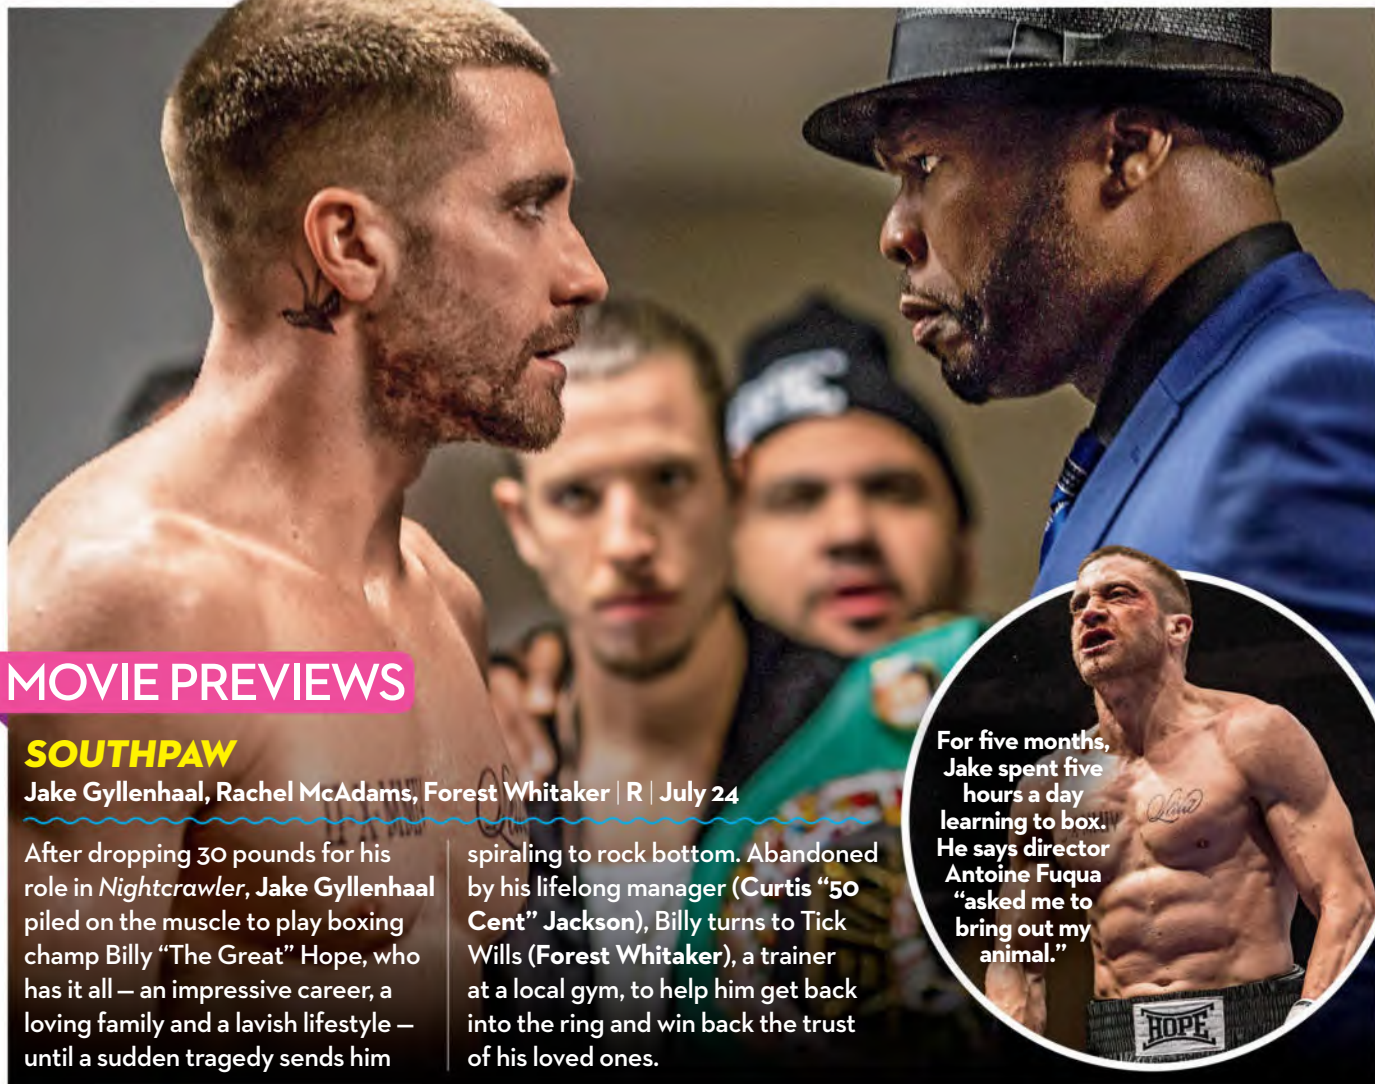 MOVIE PREVIEWS
SOUTHPAW
Jake Gyllenhaal, Rachel McAdams, Forest Whitaker | R | July 24
After dropping 30 pounds for his
role in Nightcrawler, Jake Gyllenhaal
piled on the muscle to play boxing
champ Billy “The Great” Hope, who
has it all – an impressive career, a
loving family and a lavish lifestyle –
until a sudden tragedy sends him
spiraling to rock bottom. Abandoned
by his lifelong manager (Curtis “50
Cent” Jackson), Billy turns to Tick
Wills (Forest Whitaker), a trainer
at a local gym, to help him get back
into the ring and win back the trust
of his loved ones.
For five months,
Jake spent five
hours a day
learning to box.
He says director
Antoine Fuqua
“asked me to
bring out my
animal.”
HOPE